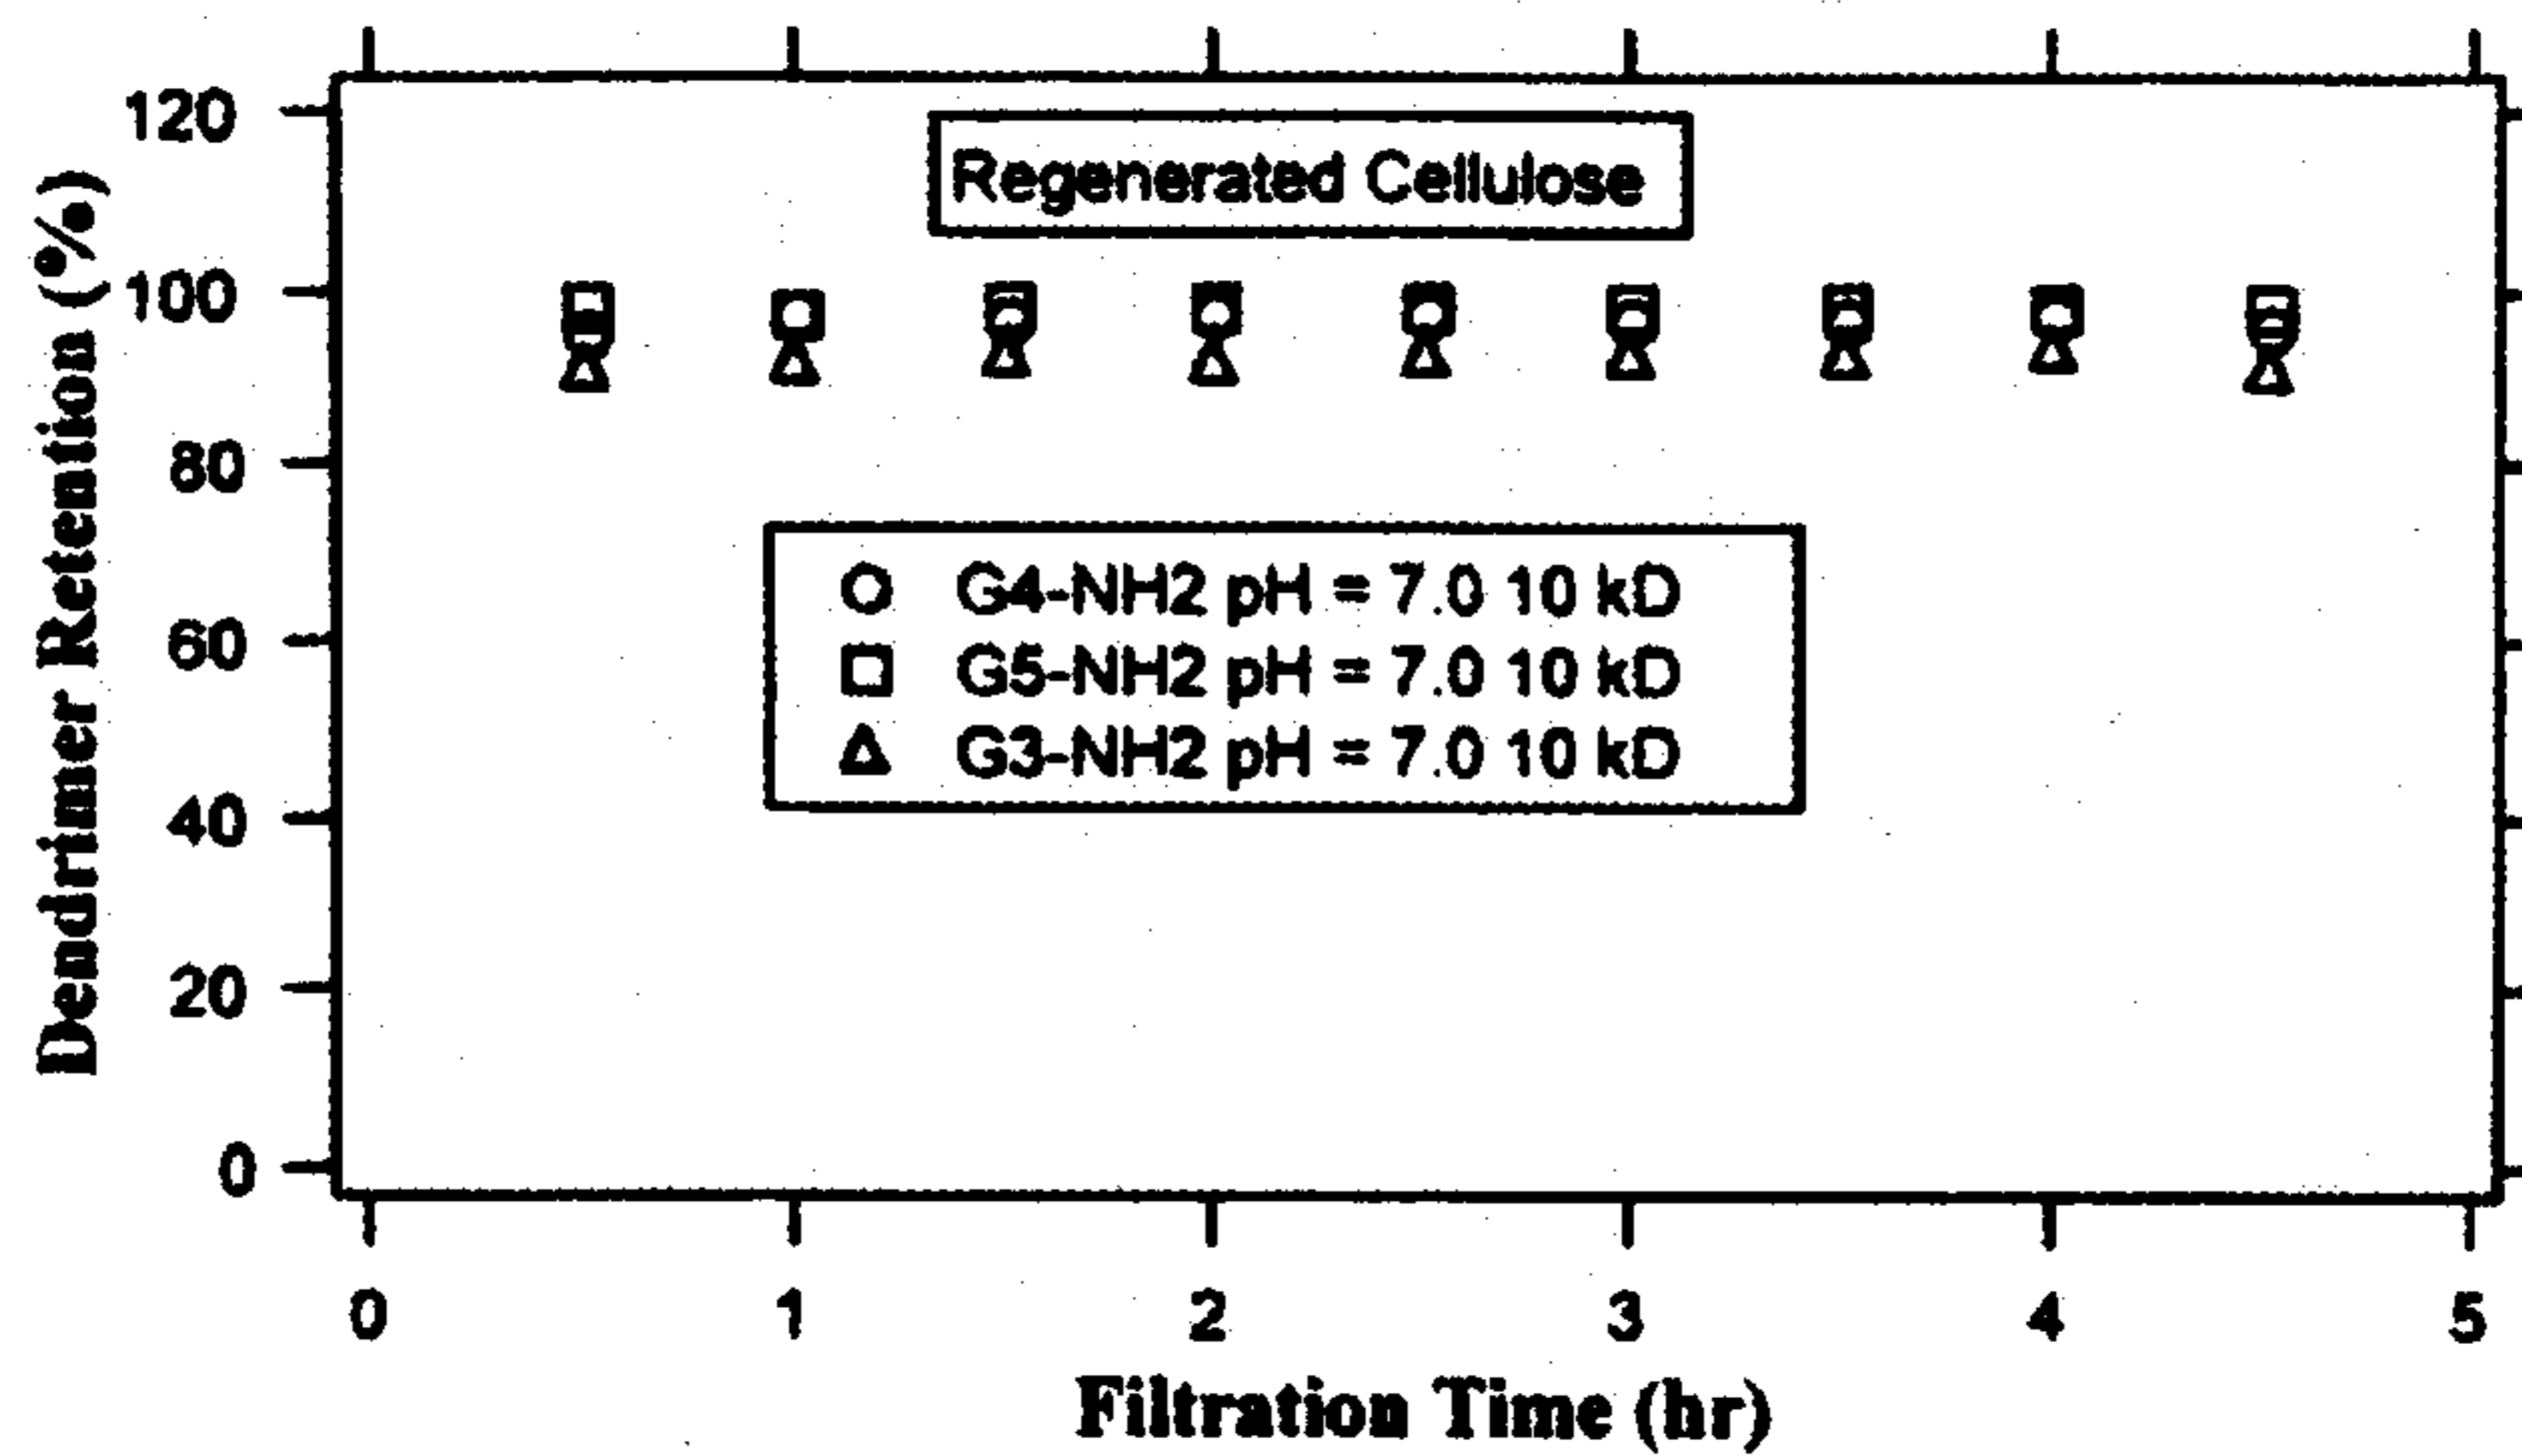 Dendrimer Retention (%)
120
100
80
60
40
20
0
Regenerated Cellulose
G4-NH2 pH = 7.0 10 kD
G5-NH2 pH = 7.0 10 kD
G3-NH2 pH = 7.0 10 kD
0 1 2 3 4 5
Filtration Time (hr)